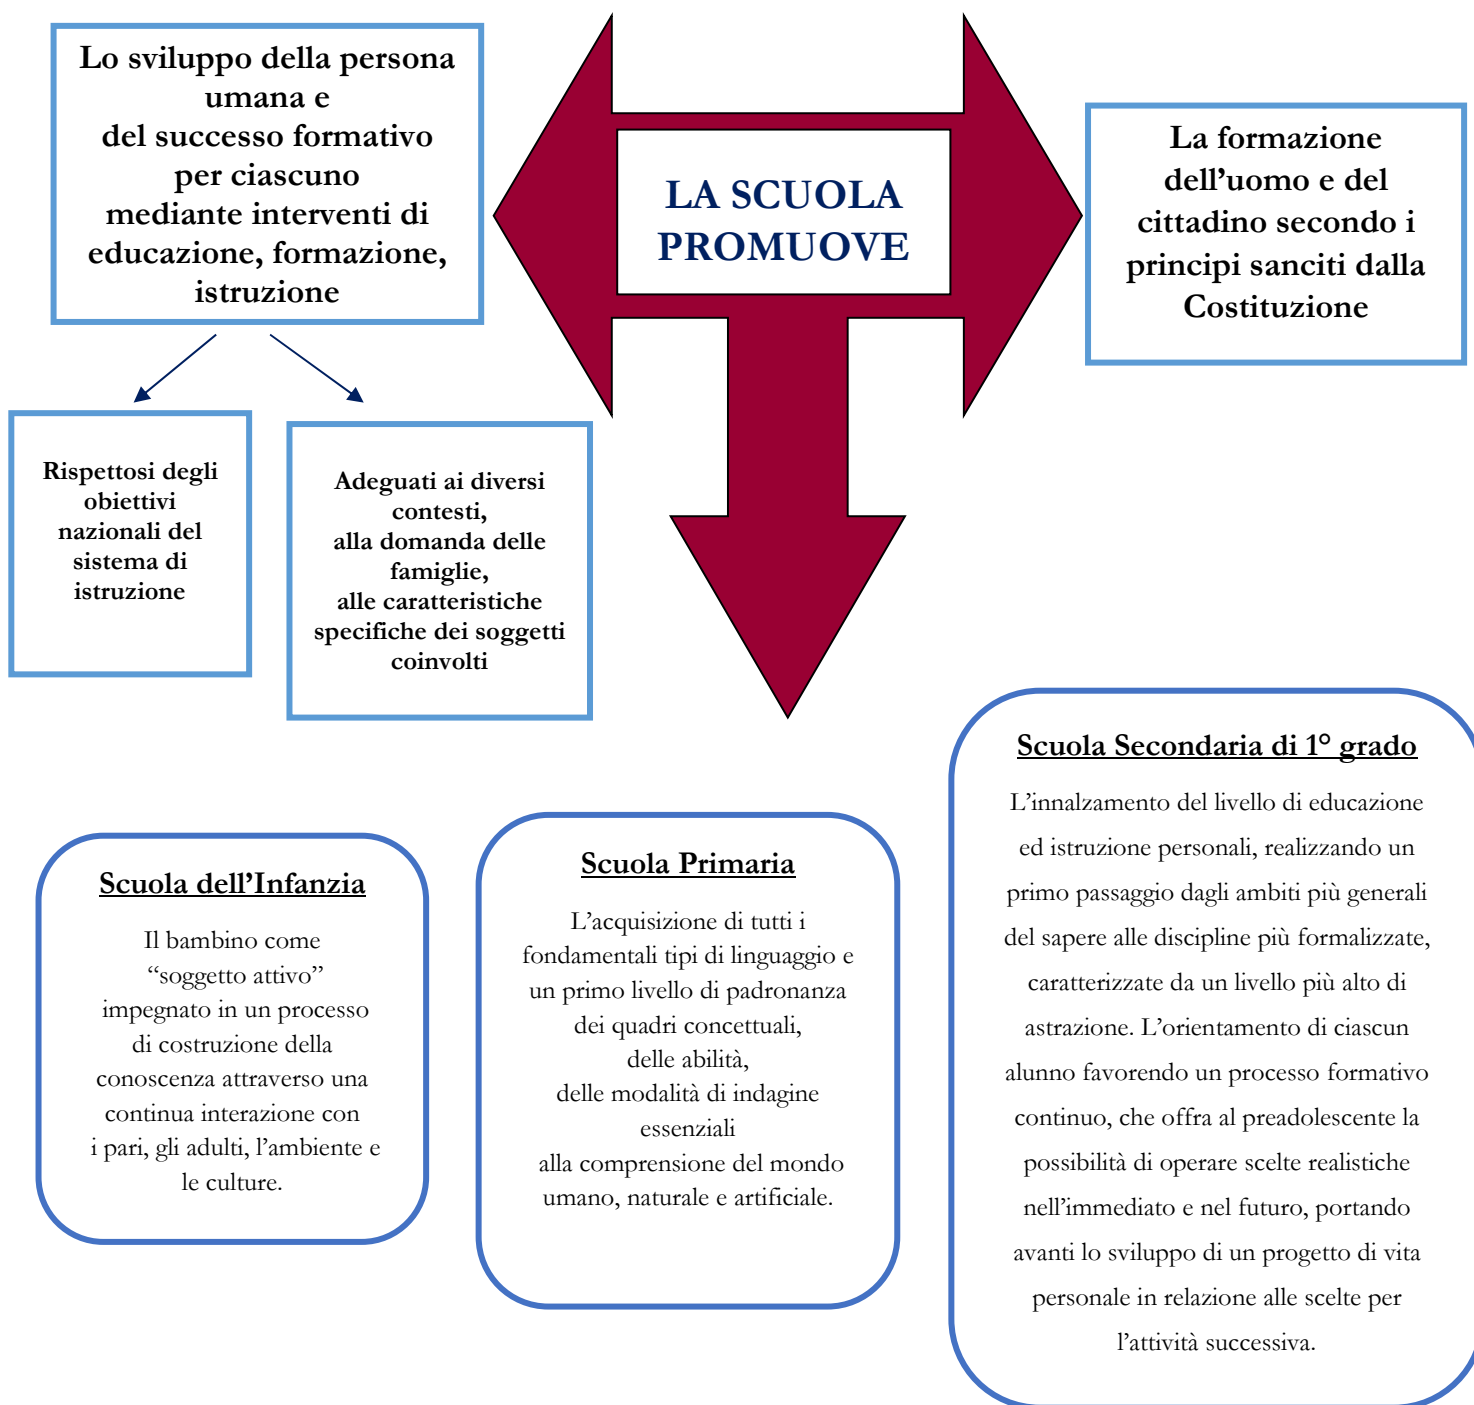 Lo sviluppo della persona
umana e
del successo formativo
per ciascuno
mediante interventi di
educazione, formazione,
istruzione
LA SCUOLA
PROMUOVE
La formazione
dell’uomo e del
cittadino secondo i
principi sanciti dalla
Costituzione
Rispettosi degli
obiettivi
nazionali del
sistema di
istruzione
Adeguati ai diversi
contesti,
alla domanda delle
famiglie,
alle caratteristiche
specifiche dei soggetti
coinvolti
Scuola dell’Infanzia
Il bambino come
“soggetto attivo”
impegnato in un processo
di costruzione della
conoscenza attraverso una
continua interazione con
i pari, gli adulti, l’ambiente e
le culture.
Scuola Primaria
L’acquisizione di tutti i
fondamentali tipi di linguaggio e
un primo livello di padronanza
dei quadri concettuali,
delle abilità,
delle modalità di indagine
essenziali
alla comprensione del mondo
umano, naturale e artificiale.
Scuola Secondaria di 1° grado
L’innalzamento del livello di educazione
ed istruzione personali, realizzando un
primo passaggio dagli ambiti più generali
del sapere alle discipline più formalizzate,
caratterizzate da un livello più alto di
astrazione. L’orientamento di ciascun
alunno favorendo un processo formativo
continuo, che offra al preadolescente la
possibilità di operare scelte realistiche
nell’immediato e nel futuro, portando
avanti lo sviluppo di un progetto di vita
personale in relazione alle scelte per
l’attività successiva.